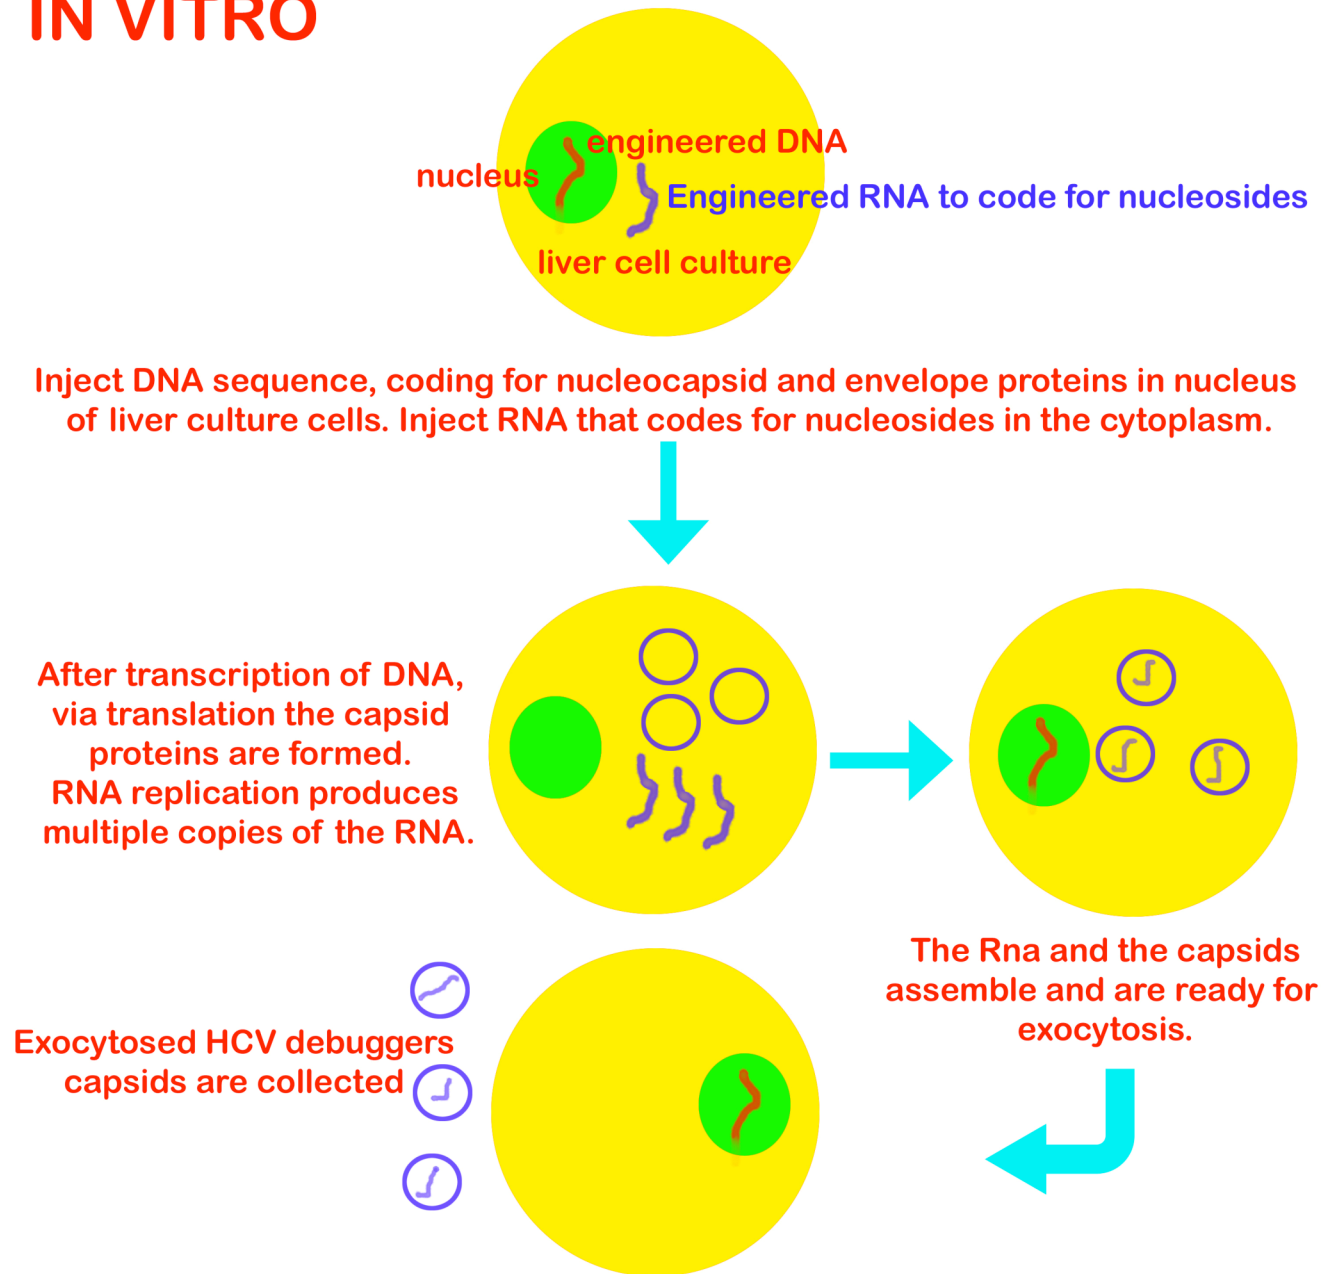 IN VITRO
engineered DNA
nucleus
Engineered RNA to code for nucleosides
liver cell culture
Inject DNA sequence, coding for nucleocapsid and envelope proteins in nucleus
of liver culture cells. Inject RNA that codes for nucleosides in the cytoplasm.
After transcription of DNA,
via translation the capsid
proteins are formed.
RNA replication produces
multiple copies of the RNA.
The Rna and the capsids
assemble and are ready for
exocytosis.
Exocytosed HCV debuggers
capsids are collected